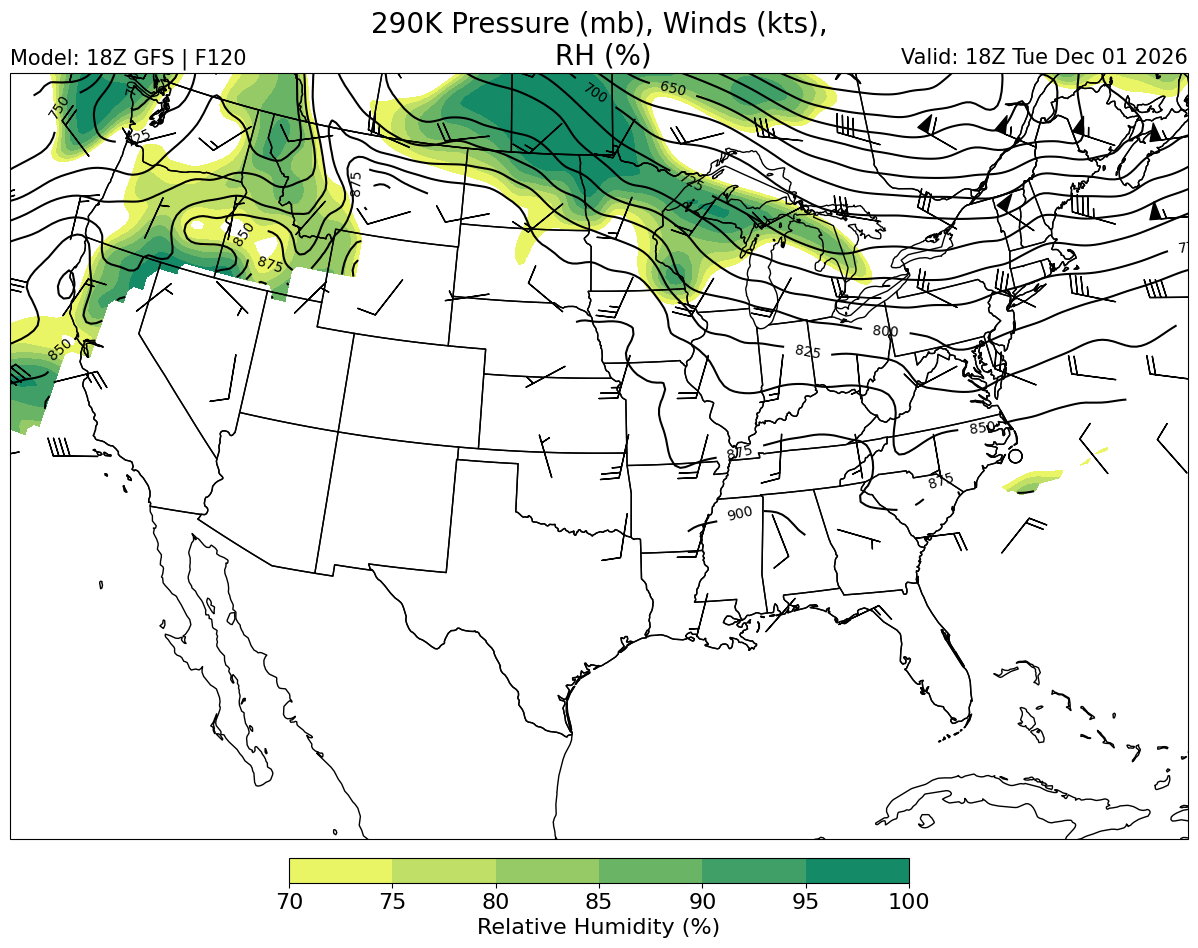 290K Pressure (mb), Winds (kts),
RH (%)
Model: 18Z GFS | F120
Valid: 18Z Tue Dec 01 2026
750
700
650
725
875
850
875
850
725
800
825
850
875
875
900
70 75 80 85 90 95 100
Relative Humidity (%)